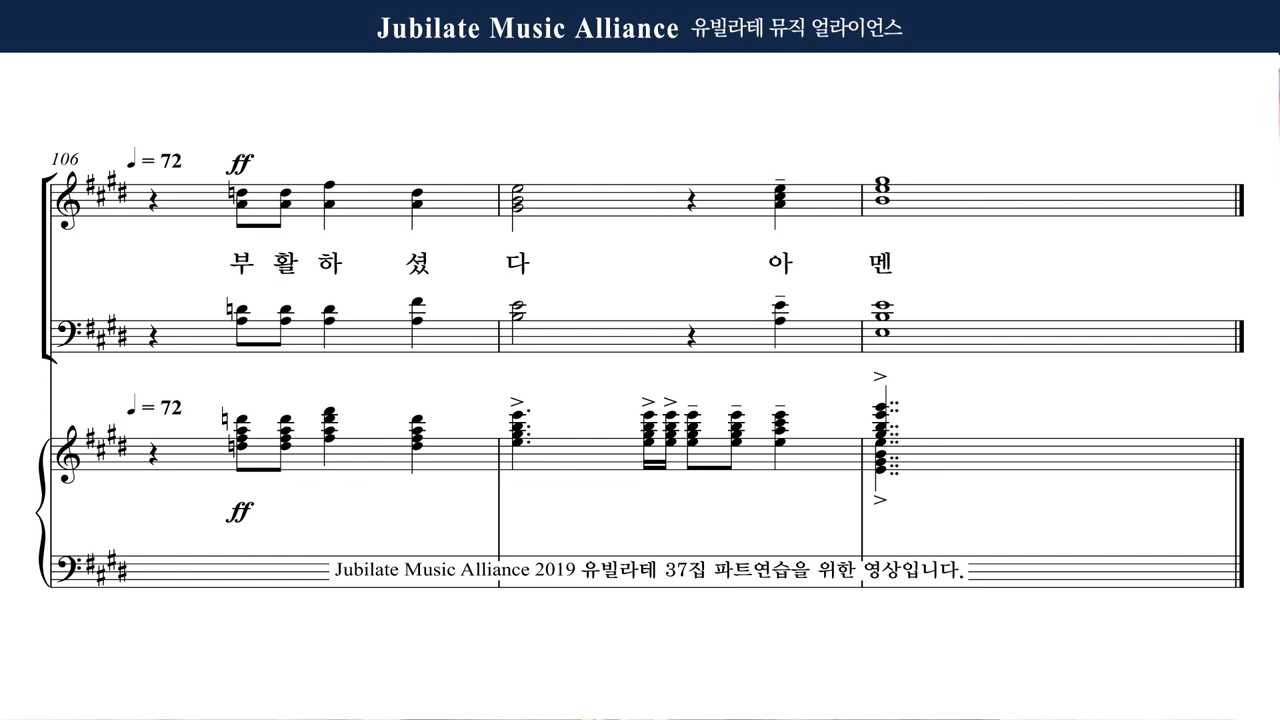 Jubilate Music Alliance 유빌라테 뮤직 얼라이언스
106
♩ = 72
ff
부 활 하 셨 다 아 멘
♩ = 72
ff
Jubilate Music Alliance 2019 유빌라테 37집 파트연습을 위한 영상입니다.